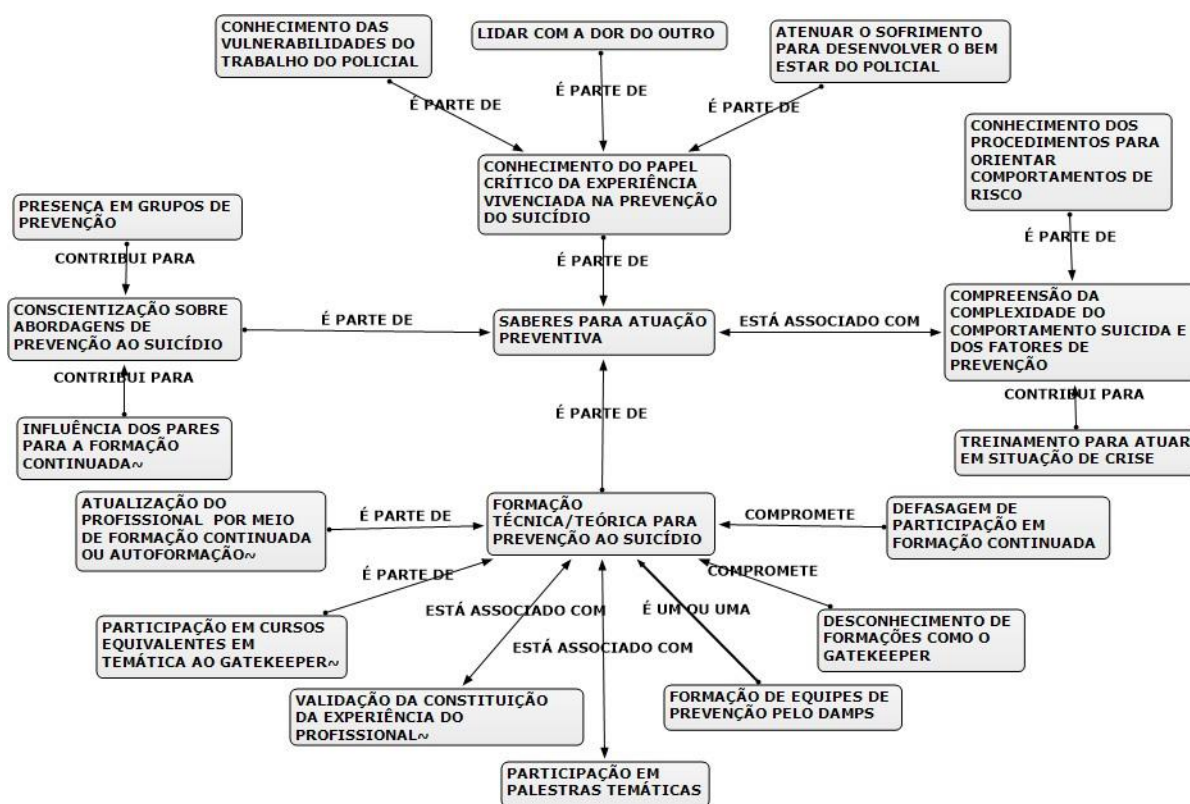 CONHECIMENTO DAS
VULNERABILIDADES DO
TRABALHO DO POLICIAL
LIDAR COM A DOR DO OUTRO
ATENUAR O SOFRIMENTO
PARA DESENVOLVER O BEM
ESTAR DO POLICIAL
É PARTE DE
É PARTE DE
É PARTE DE
CONHECIMENTO DOS
PROCEDIMENTOS PARA
ORIENTAR
COMPORTAMENTOS DE
RISCO
CONHECIMENTO DO PAPEL
CRÍTICO DA EXPERIÊNCIA
VIVENCIADA NA PREVENÇÃO
DO SUICÍDIO
PRESENÇA EM GRUPOS DE
PREVENÇÃO
CONTRIBUI PARA
É PARTE DE
É PARTE DE
CONSCIENTIZAÇÃO SOBRE
ABORDAGENS DE
PREVENÇÃO AO SUICÍDIO
É PARTE DE
SABERES PARA ATUAÇÃO
PREVENTIVA
ESTÁ ASSOCIADO COM
COMPREENSÃO DA
COMPLEXIDADE DO
COMPORTAMENTO SUICIDA E
DOS FATORES DE
PREVENÇÃO
CONTRIBUI PARA
CONTRIBUI PARA
INFLUÊNCIA DOS PARES
PARA A FORMAÇÃO
CONTINUADA~
É PARTE DE
TREINAMENTO PARA ATUAR
EM SITUAÇÃO DE CRISE
ATUALIZAÇÃO DO
PROFISSIONAL POR MEIO
DE FORMAÇÃO CONTINUADA
OU AUTOFORMAÇÃO~
É PARTE DE
FORMAÇÃO
TÉCNICA/TEÓRICA PARA
PREVENÇÃO AO SUICÍDIO
COMPROMETE
DEFASAGEM DE
PARTICIPAÇÃO EM
FORMAÇÃO CONTINUADA
É PARTE DE
COMPROMETE
ESTÁ ASSOCIADO COM
É UM OU UMA
PARTICIPAÇÃO EM CURSOS
EQUIVALENTES EM
TEMÁTICA AO GATEKEEPER~
ESTÁ ASSOCIADO COM
DESCONHECIMENTO DE
FORMAÇÕES COMO O
GATEKEEPER
VALIDAÇÃO DA CONSTITUIÇÃO
DA EXPERIÊNCIA DO
PROFISSIONAL~
FORMAÇÃO DE EQUIPES DE
PREVENÇÃO PELO DAMPS
PARTICIPAÇÃO EM
PALESTRAS TEMÁTICAS